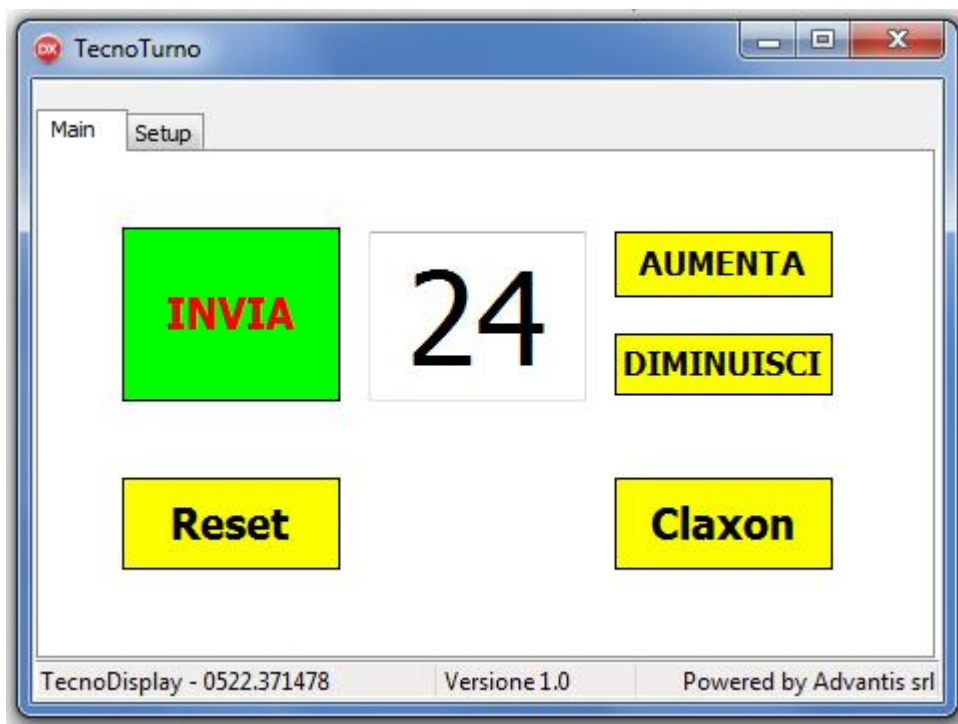 DX TecnoTurno
Main Setup
INVIA
24
AUMENTA
DIMINUISCI
Reset
Claxon
TecnoDisplay - 0522.371478 Versione 1.0 Powered by Advantis srl